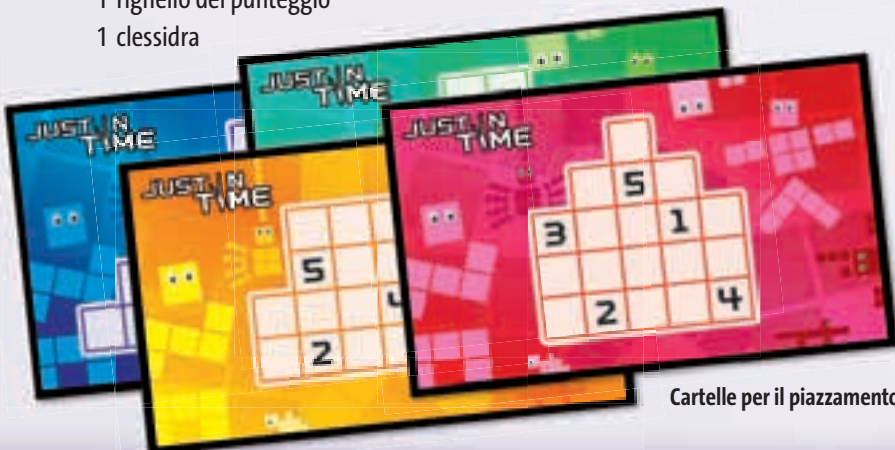 1 righello del punteggio
1 clessidra
JUST IN
TIME
JUST IN
TIME
JUST IN
TIME
JUST IN
TIME
5
3 1
2 4
5
4
2
Cartelle per il piazzamento